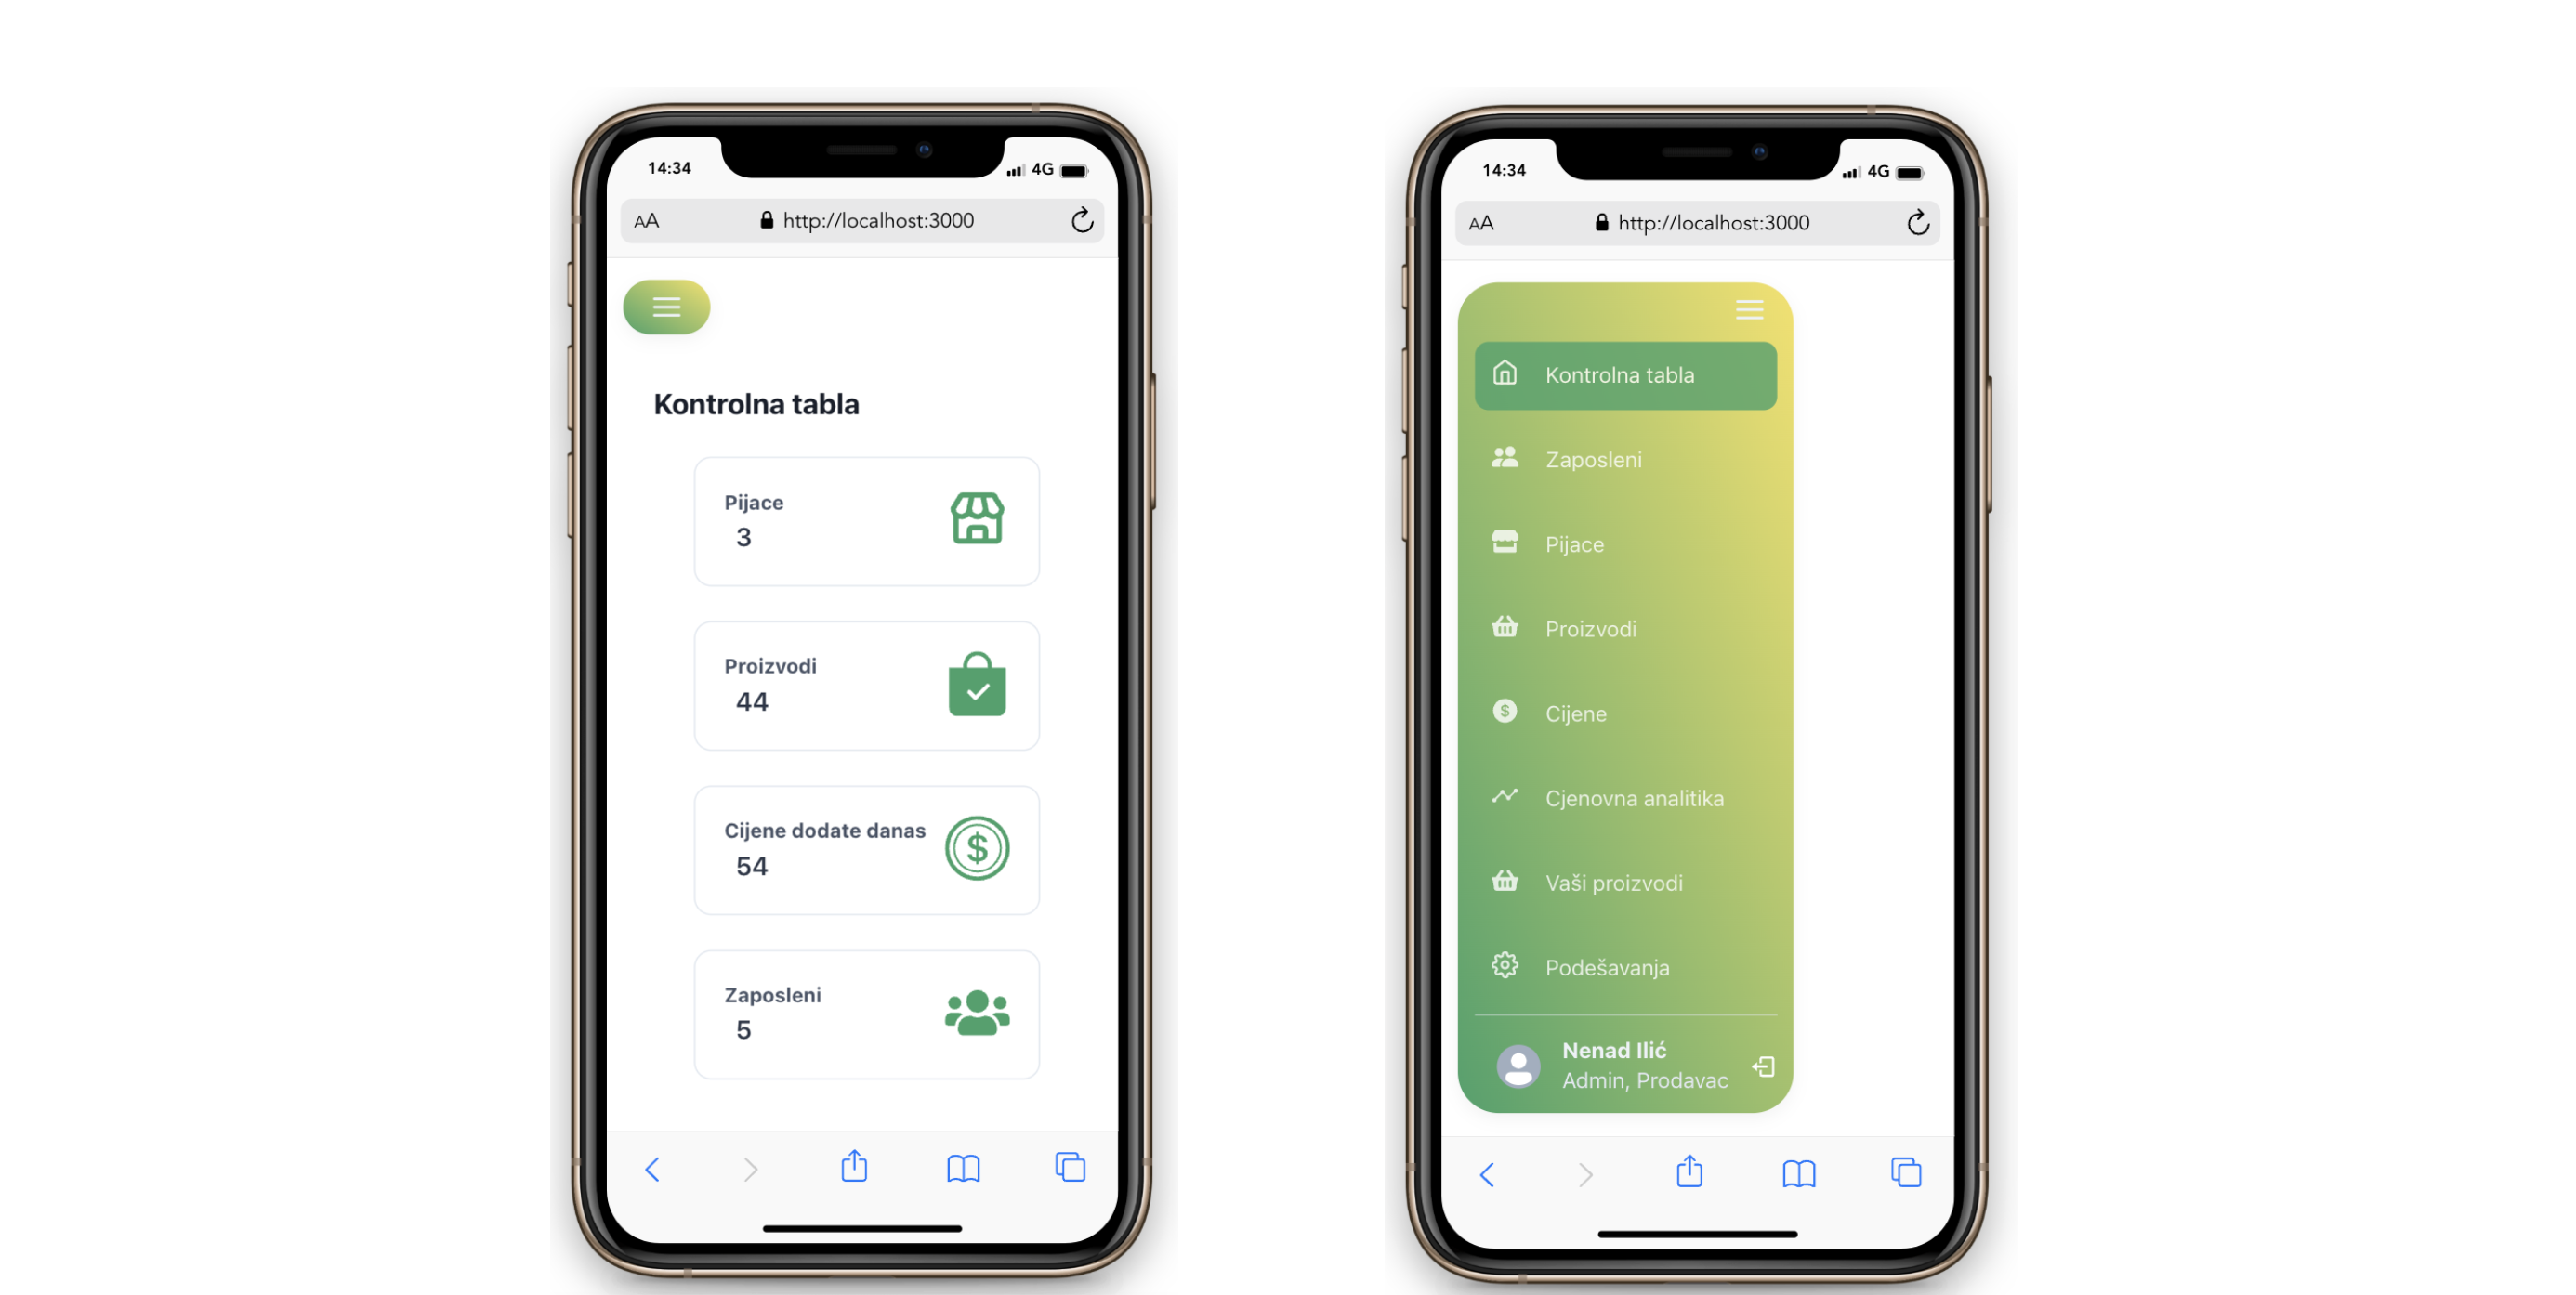 14:34
4G
AA
http://localhost:3000
Kontrolna tabla
Pijace
3
Proizvodi
44
Cijene dodate danas
54
$
Zaposleni
5
14:34
4G
AA
http://localhost:3000
Kontrolna tabla
Zaposleni
Pijace
Proizvodi
$
Cijene
Cjenovna analitika
Vaši proizvodi
Podešavanja
Nenad Ilić
Admin, Prodavac